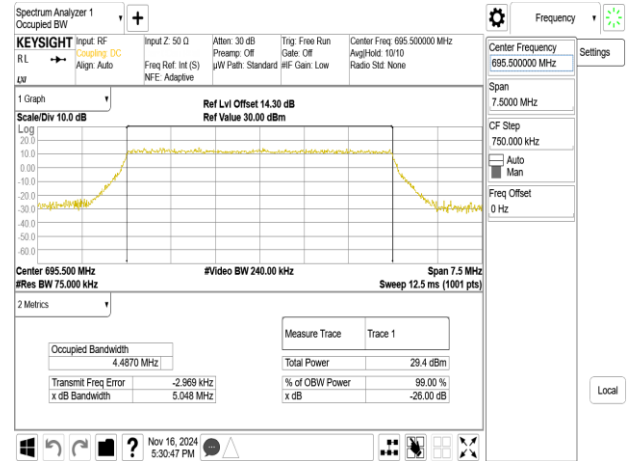 Spectrum Analyzer 1
Occupied BW
Frequency
KEYSIGHT
RL
LXI
Input: RF
Coupling: DC
Align: Auto
Input Z: 50 Ω
Freq Ref: Int (S)
NFE: Adaptive
Atten: 30 dB
Preamp: Off
µW Path: Standard
Trig: Free Run
Gate: Off
#IF Gain: Low
Center Freq: 695.500000 MHz
Avg|Hold: 10/10
Radio Std: None
Center Frequency
695.500000 MHz
Settings
Span
7.5000 MHz
CF Step
750.000 kHz
Auto
Man
Freq Offset
0 Hz
Local
1 Graph
Scale/Div 10.0 dB
Ref Lvl Offset 14.30 dB
Ref Value 30.00 dBm
Log
20.0
10.0
0.00
-10.0
-20.0
-30.0
-40.0
-50.0
-60.0
Center 695.500 MHz
#Res BW 75.000 kHz
#Video BW 240.00 kHz
Span 7.5 MHz
Sweep 12.5 ms (1001 pts)
2 Metrics
Occupied Bandwidth
4.4870 MHz
Transmit Freq Error -2.969 kHz
x dB Bandwidth 5.048 MHz
Measure Trace Trace 1
Total Power 29.4 dBm
% of OBW Power 99.00 %
x dB -26.00 dB
?
Nov 16, 2024
5:30:47 PM